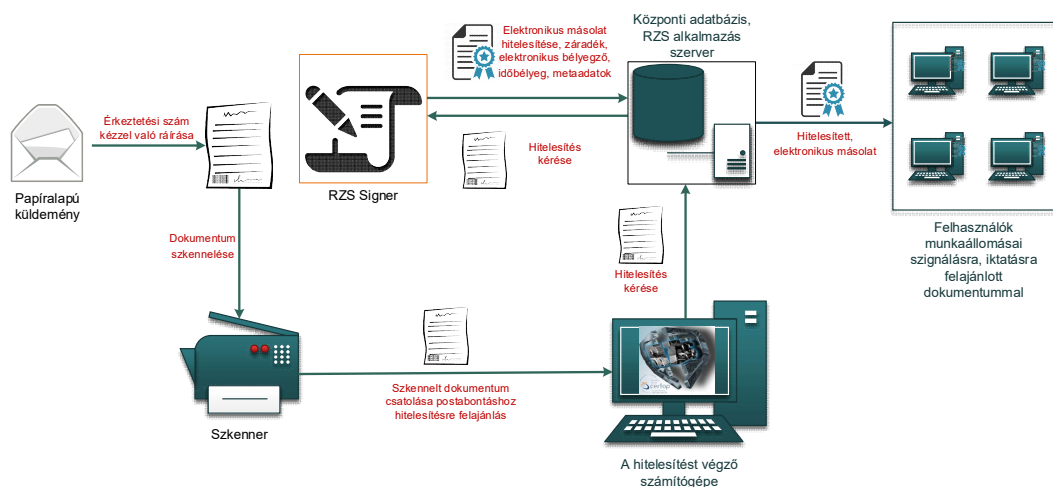 Papíralapú
küldemény
Érkeztetési szám
kézzel való ráírása
Dokumentum
szkennelése
Szkenner
Szkennelt dokumentum
csatolása postabontáshoz
hitelesítésre felajánlás
A hitelesítést végző
számítógépe
Hitelesítés
kérése
Központi adatbázis,
RZS alkalmazás
szerver
Hitelesítés
kérése
RZS Signer
Elektronikus másolat
hitelesítése, záradék,
elektronikus bélyegző,
időbélyeg, metaadatok
Hitelesített,
elektronikus másolat
Felhasználók
munkaállomásai
szignálásra, iktatásra
felajánlott
dokumentummal